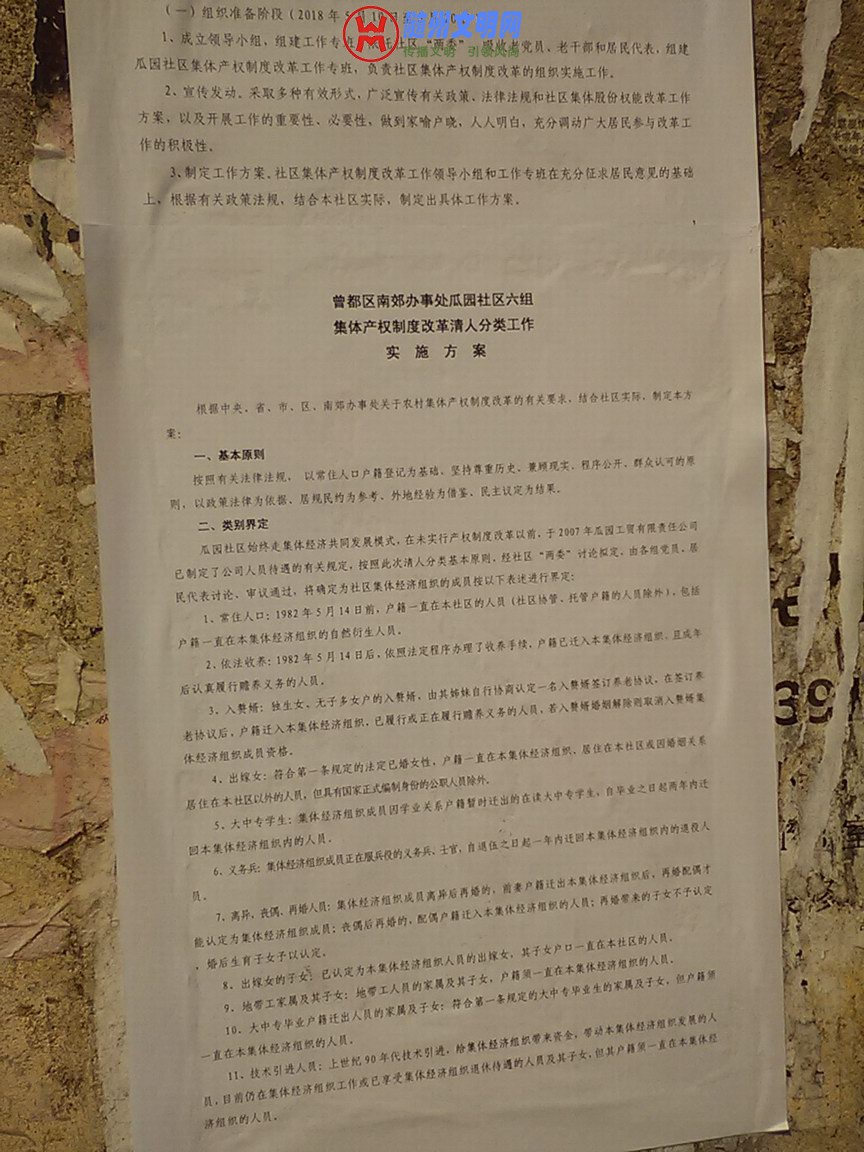 (一)组织准备阶段(2018年5月10日至
随州文明网
传播文明 引领风尚
1、成立领导小组,组建工作专班,依托社区“两委”,吸收老党员、老干部和居民代表,组建
瓜园社区集体产权制度改革工作专班,负责社区集体产权制度改革的组织实施工作。
2、宣传发动、采取多种有效形式,广泛宣传有关政策、法律法规和社区集体股份权能改革工作
方案,以及开展工作的重要性、必要性,做到家喻户晓,人人明白,充分调动广大居民参与改革工
作的积极性。
3、制定工作方案。社区集体产权制度改革工作领导小组和工作专班在充分征求居民意见的基础
上,根据有关政策法规,结合本社区实际,制定出具体工作方案。
1
曾都区南郊办事处瓜园社区六组
集体产权制度改革清人分类工作
实 施 方 案
根据中央、省、市、区、南郊办事处关于农村集体产权制度改革的有关要求,结合社区实际,制定本方
案:
一、基本原则
按照有关法律法规, 以常住人口户籍登记为基础、坚持尊重历史、兼顾现实、程序公开、群众认可的原
则,以政策法律为依据、居规民约为参考、外地经验为借鉴、民主议定为结果。
二、类别界定
瓜园社区始终走集体经济共同发展模式,在未实行产权制度改革以前,于2007年瓜园工贸有限责任公司
已制定了公司人员待遇的有关规定,按照此次清人分类基本原则,经社区“两委”讨论拟定、由各组党员、居
民代表讨论、审议通过,将确定为社区集体经济组织的成员按以下表述进行界定:
1、常住人口:1982年5月14日前,户籍一直在本社区的人员(社区协管、托管户籍的人员除外),包括
户籍一直在本集体经济组织的自然衍生人员。
2、依法收养:1982年5月14日后,依照法定程序办理了收养手续,户籍已迁入本集体经济组织,且成年
后认真履行赡养义务的人员。
3、入赘婿:独生女、无子多女户的入赘婿,由其姊妹自行协商认定一名入赘婿签订养老协议,在签订养
老协议后,户籍迁入本集体经济组织,已履行或正在履行赡养义务的人员,若入赘婿婚姻解除则取消入赘婿集
体经济组织成员资格。
4、出嫁女:符合第一条规定的法定已婚女性,户籍一直在本集体经济组织、居住在本社区或因婚姻关系
居住在本社区以外的人员,但具有国家正式编制身份的公职人员除外。
5、大中专学生:集体经济组织成员因学业关系户籍暂时迁出的在读大中专学生,自毕业之日起两年内迁
回本集体经济组织内的人员。
6、义务兵:集体经济组织成员正在服兵役的义务兵、士官,自退伍之日起一年内迁回本集体经济组织内的退役人
员。
7、离异、丧偶、再婚人员:集体经济组织成员离异后再婚的,前妻户籍迁出本集体经济组织后,再婚配偶才
能认定为集体经济组织成员;丧偶后再婚的,配偶户籍迁入本集体经济组织的人员;再婚带来的子女不予认定
,婚后生育子女予以认定。
8、出嫁女的子女:已认定为本集体经济组织人员的出嫁女,其子女户口一直在本社区的人员。
9、地带工家属及其子女:地带工人员的家属及其子女,户籍须一直在本集体经济组织的人员。
10、大中专毕业户籍迁出人员的家属及子女:符合第一条规定的大中专毕业生的家属及子女,但户籍须
一直在本集体经济组织的人员。
11、技术引进人员:上世纪90年代技术引进,给集体经济组织带来资金,带动本集体经济组织发展的人
员,目前仍在集体经济组织工作或已享受集体经济组织退休待遇的人员及其子女,但其户籍须一直在本集体经
济组织的人员。
39
修